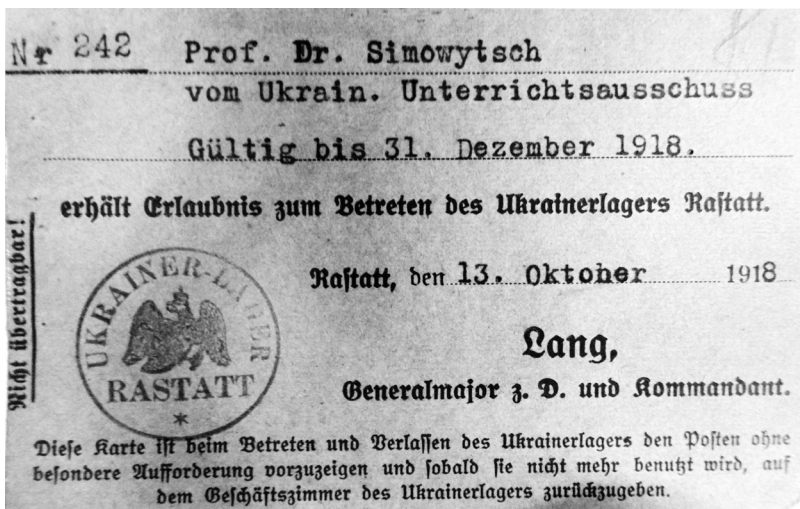 Nr 242
Prof. Dr. Simowytsch
vom Ukrain. Unterrichtsausschuss
Gültig bis 31. Dezember 1918.
erhält Erlaubnis zum Betreten des Ukrainerlagers Rastatt.
Rastatt, den 13. Oktober 1918
Lang,
Generalmajor z. D. und Kommandant.
Nicht übertragbar!
UKRAINER-LAGER
RASTATT
*
Diese Karte ist beim Betreten und Verlassen des Ukrainerlagers den Posten ohne
besondere Aufforderung vorzuzeigen und sobald sie nicht mehr benutzt wird, auf
dem Geschäftszimmer des Ukrainerlagers zurückzugeben.